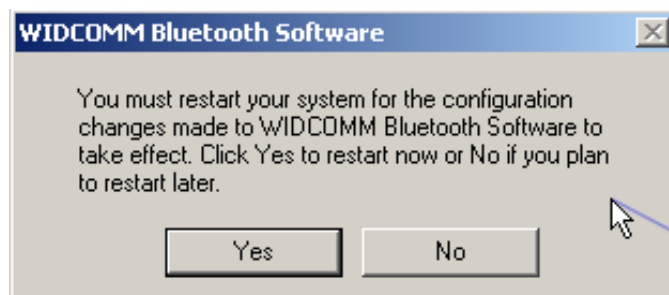 WIDCOMM Bluetooth Software
You must restart your system for the configuration
changes made to WIDCOMM Bluetooth Software to
take effect. Click Yes to restart now or No if you plan
to restart later.
Yes
No